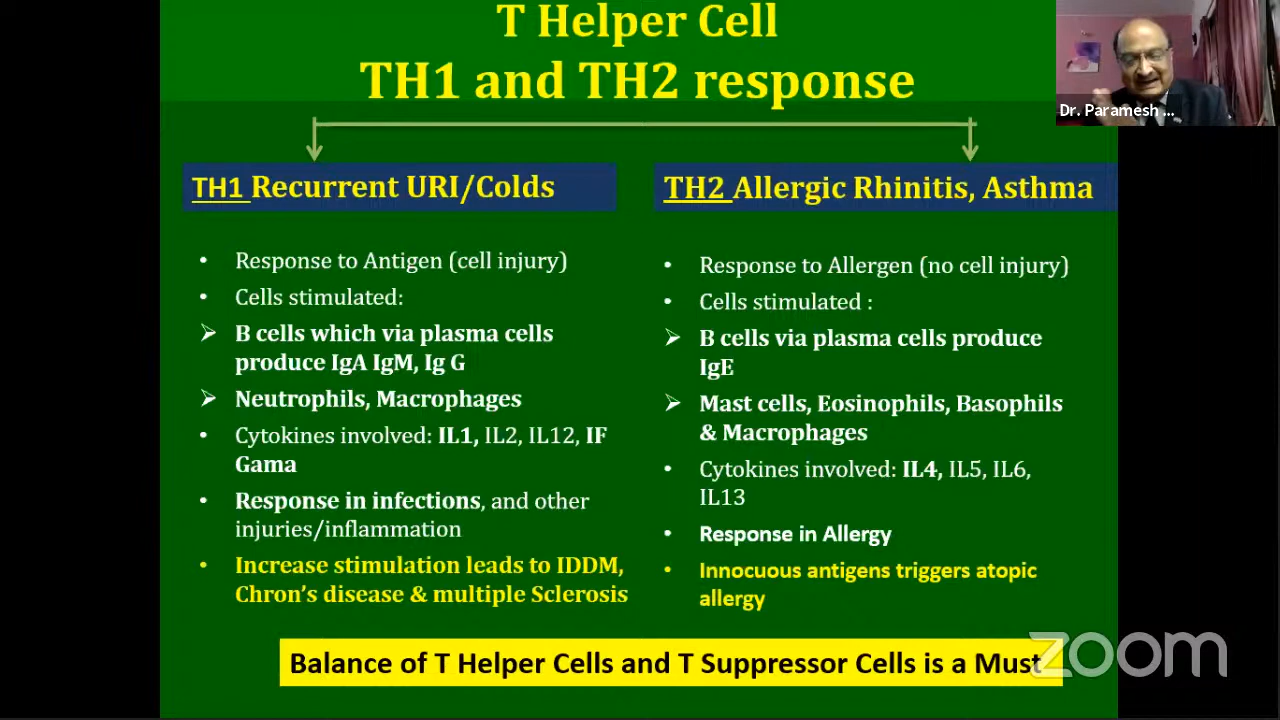 T Helper Cell
TH1 and TH2 response
Dr. Paramesh ...
TH1 Recurrent URI/Colds
• Response to Antigen (cell injury)
• Cells stimulated:
➢ B cells which via plasma cells
produce IgA IgM, Ig G
➢ Neutrophils, Macrophages
• Cytokines involved: IL1, IL2, IL12, IF
Gama
• Response in infections, and other
injuries/inflammation
• Increase stimulation leads to IDDM,
Chron's disease & multiple Sclerosis
TH2 Allergic Rhinitis, Asthma
• Response to Allergen (no cell injury)
• Cells stimulated :
➢ B cells via plasma cells produce
IgE
➢ Mast cells, Eosinophils, Basophils
& Macrophages
• Cytokines involved: IL4, IL5, IL6,
IL13
• Response in Allergy
• Innocuous antigens triggers atopic
allergy
Balance of T Helper Cells and T Suppressor Cells is a Must
zoom